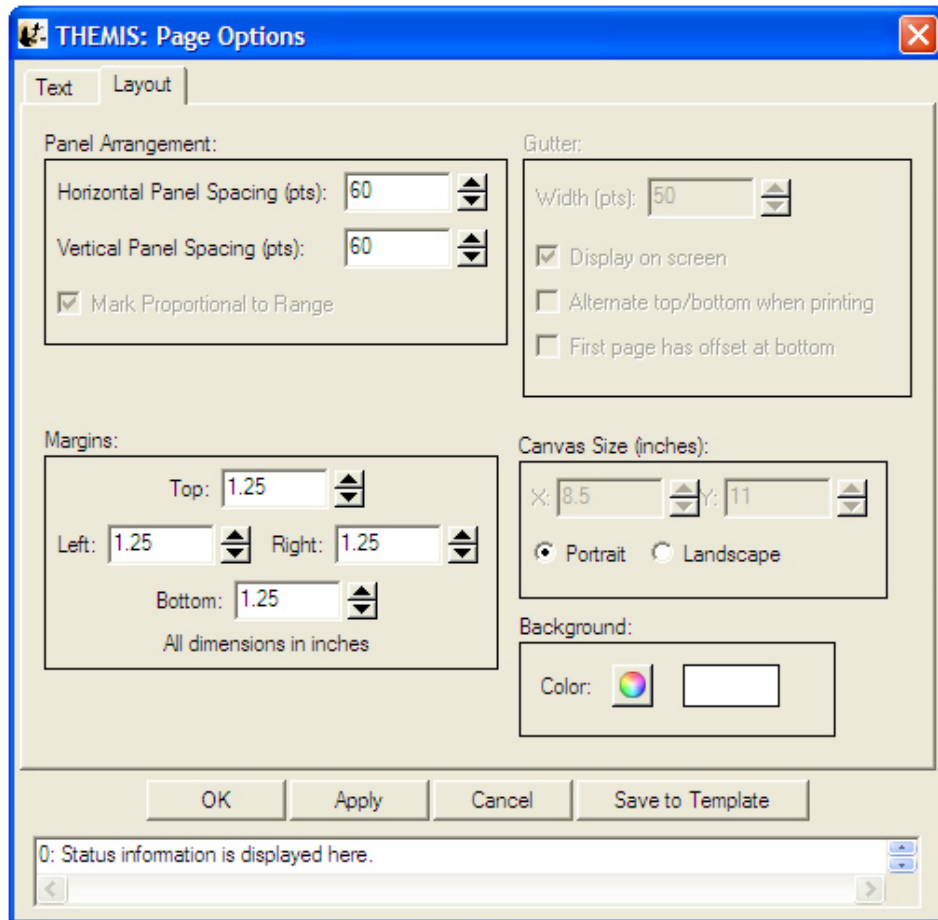 THEMIS: Page Options
Text Layout
Panel Arrangement:
Horizontal Panel Spacing (pts): 60
Vertical Panel Spacing (pts): 60
Mark Proportional to Range
Gutter:
Width (pts): 50
Display on screen
Alternate top/bottom when printing
First page has offset at bottom
Margins:
Top: 1.25
Left: 1.25 Right: 1.25
Bottom: 1.25
All dimensions in inches
Canvas Size (inches):
X: 8.5 Y: 11
Portrait Landscape
Background:
Color:
OK Apply Cancel Save to Template
0: Status information is displayed here.